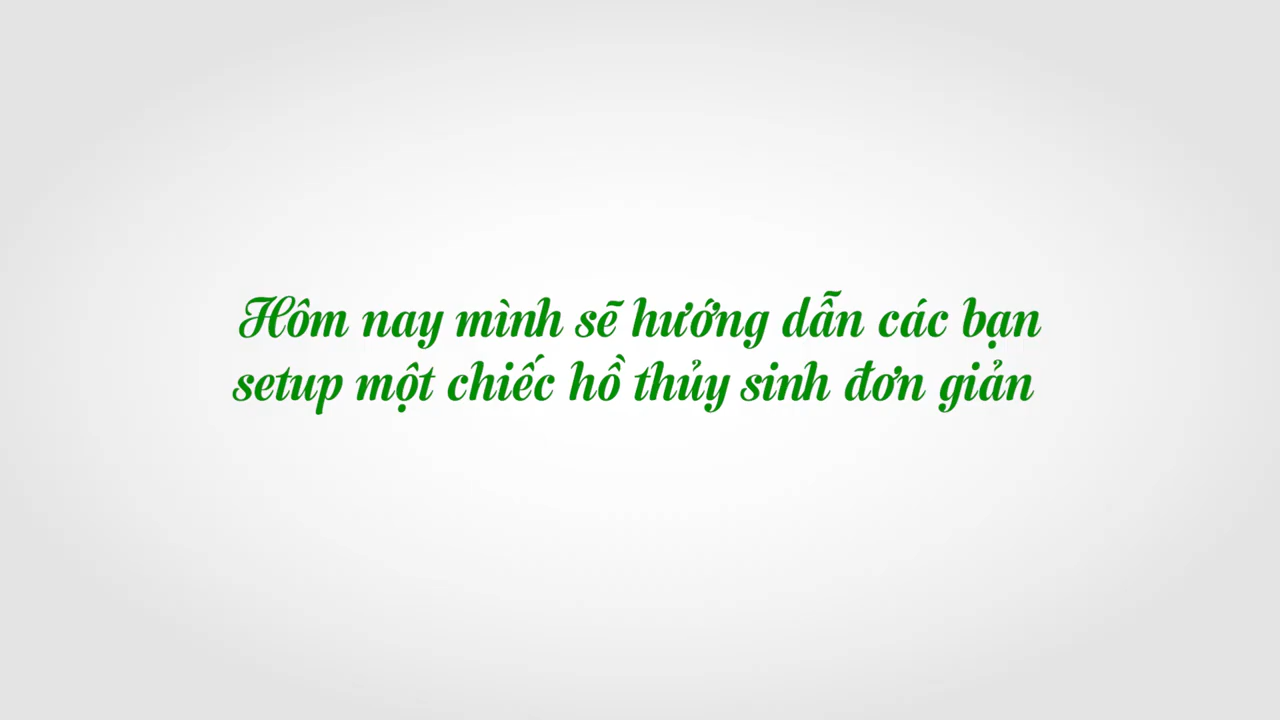 Hôm nay mình sẽ hướng dẫn các bạn
setup một chiếc hồ thủy sinh đơn giản